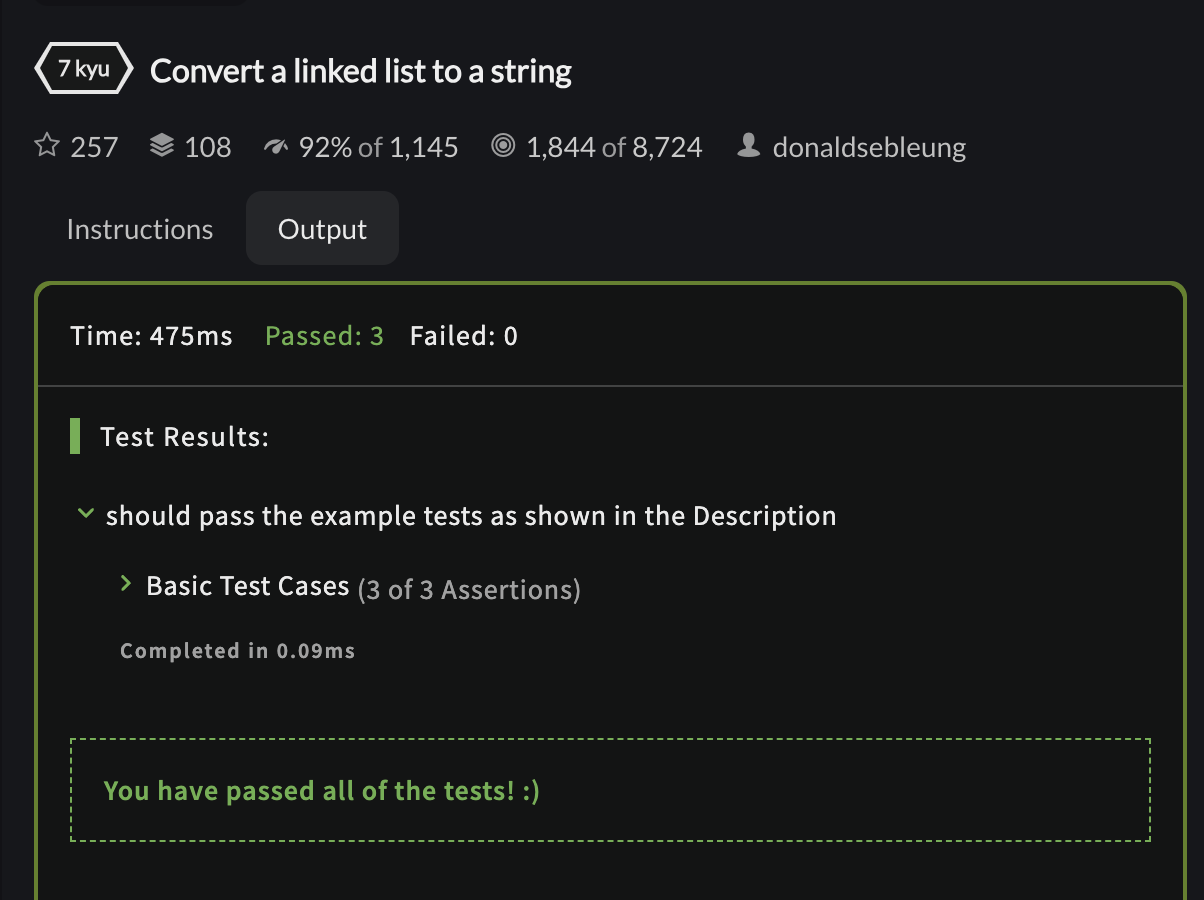 7 kyu Convert a linked list to a string
257 108 92% of 1,145 1,844 of 8,724 donaldsebleung
Instructions Output
Time: 475ms Passed: 3 Failed: 0
Test Results:
should pass the example tests as shown in the Description
Basic Test Cases (3 of 3 Assertions)
Completed in 0.09ms
You have passed all of the tests! :)